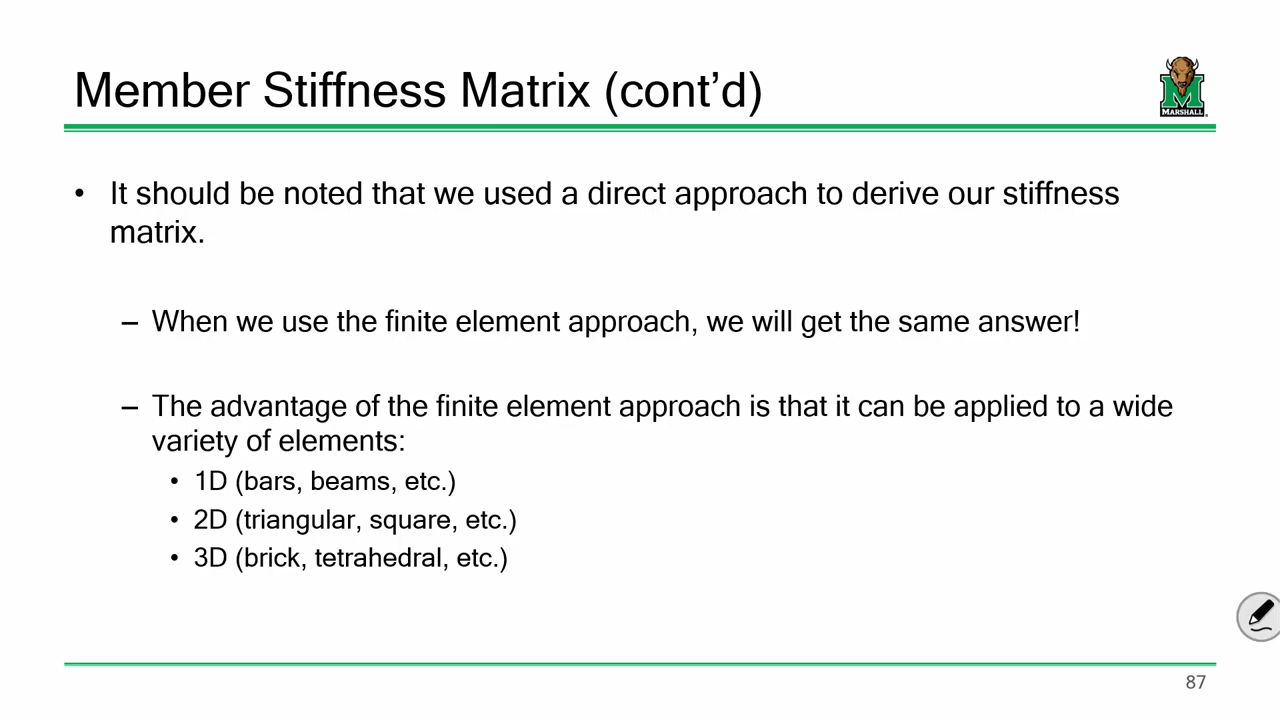 Member Stiffness Matrix (cont’d)
MARSHALL
• It should be noted that we used a direct approach to derive our stiffness
matrix.
– When we use the finite element approach, we will get the same answer!
– The advantage of the finite element approach is that it can be applied to a wide
variety of elements:
• 1D (bars, beams, etc.)
• 2D (triangular, square, etc.)
• 3D (brick, tetrahedral, etc.)
87